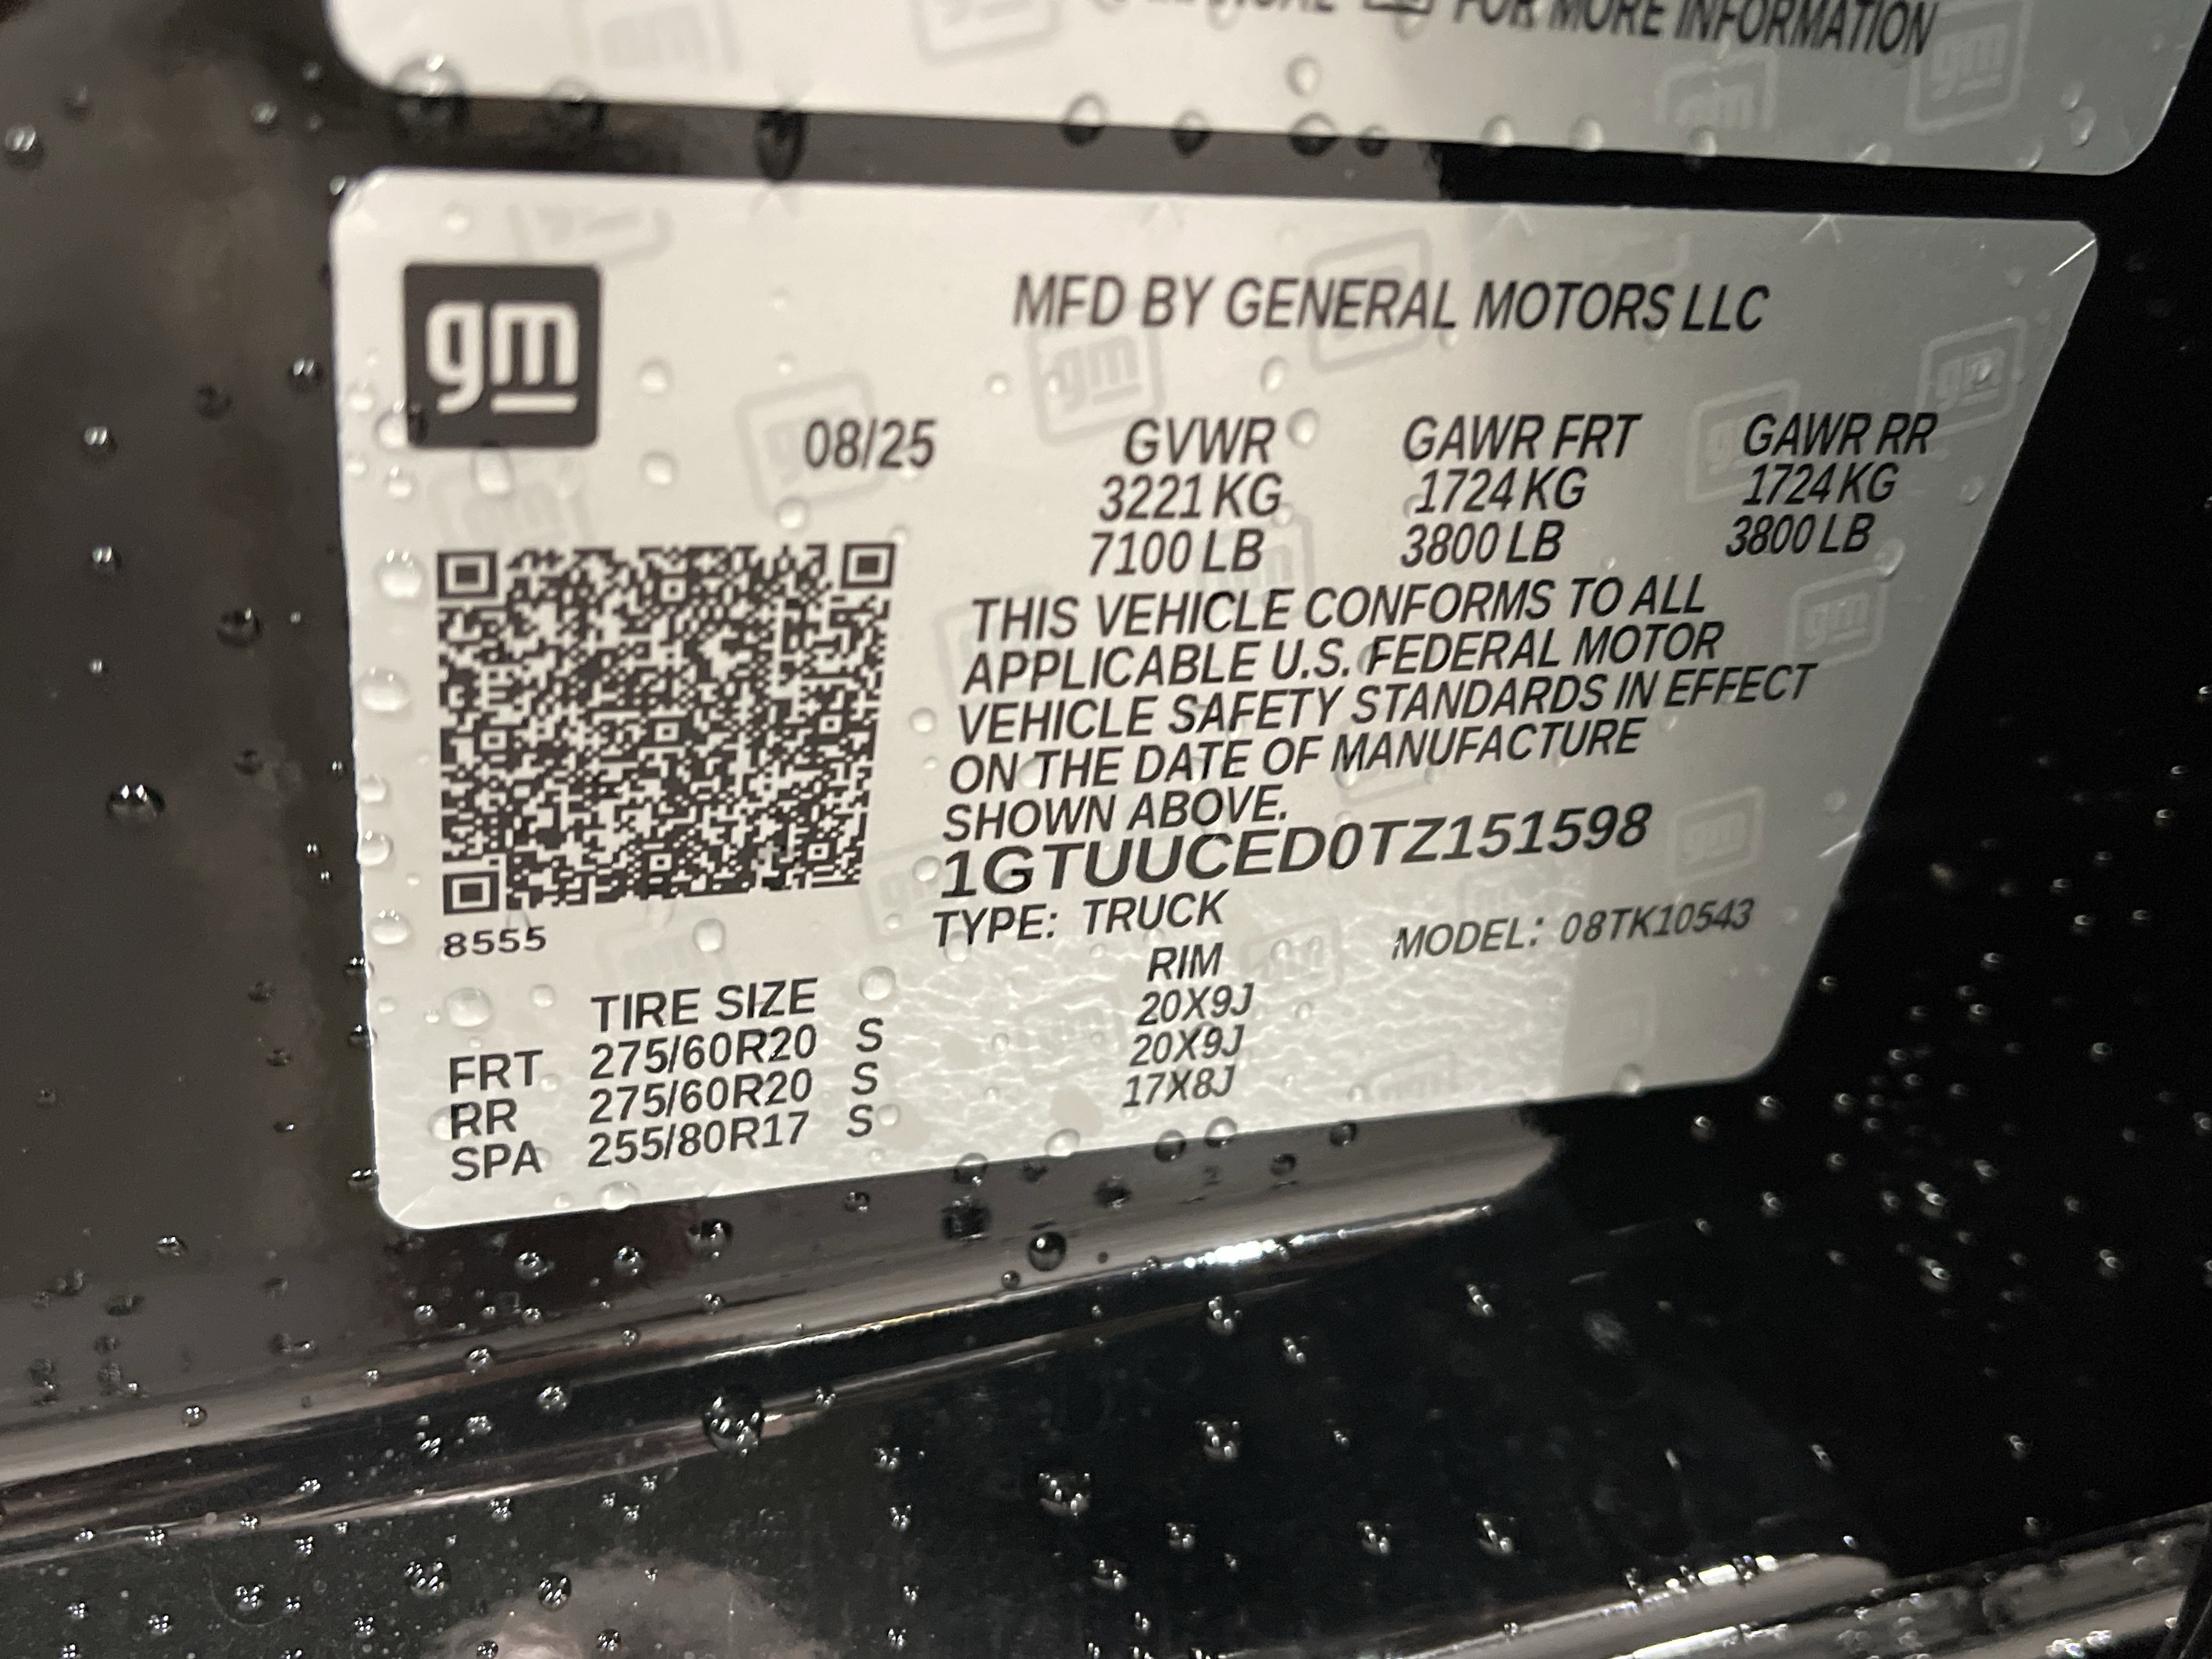 FOR MORE INFORMATION
gm
MFD BY GENERAL MOTORS LLC
08/25 GVWR GAWR FRT GAWR RR
3221 KG 1724 KG 1724 KG
7100 LB 3800 LB 3800 LB
THIS VEHICLE CONFORMS TO ALL
APPLICABLE U.S. FEDERAL MOTOR
VEHICLE SAFETY STANDARDS IN EFFECT
ON THE DATE OF MANUFACTURE
SHOWN ABOVE.
1GTUUCED0TZ151598
TYPE: TRUCK MODEL: 08TK10543
8555
TIRE SIZE RIM
FRT 275/60R20 S 20X9J
RR 275/60R20 S 20X9J
SPA 255/80R17 S 17X8J